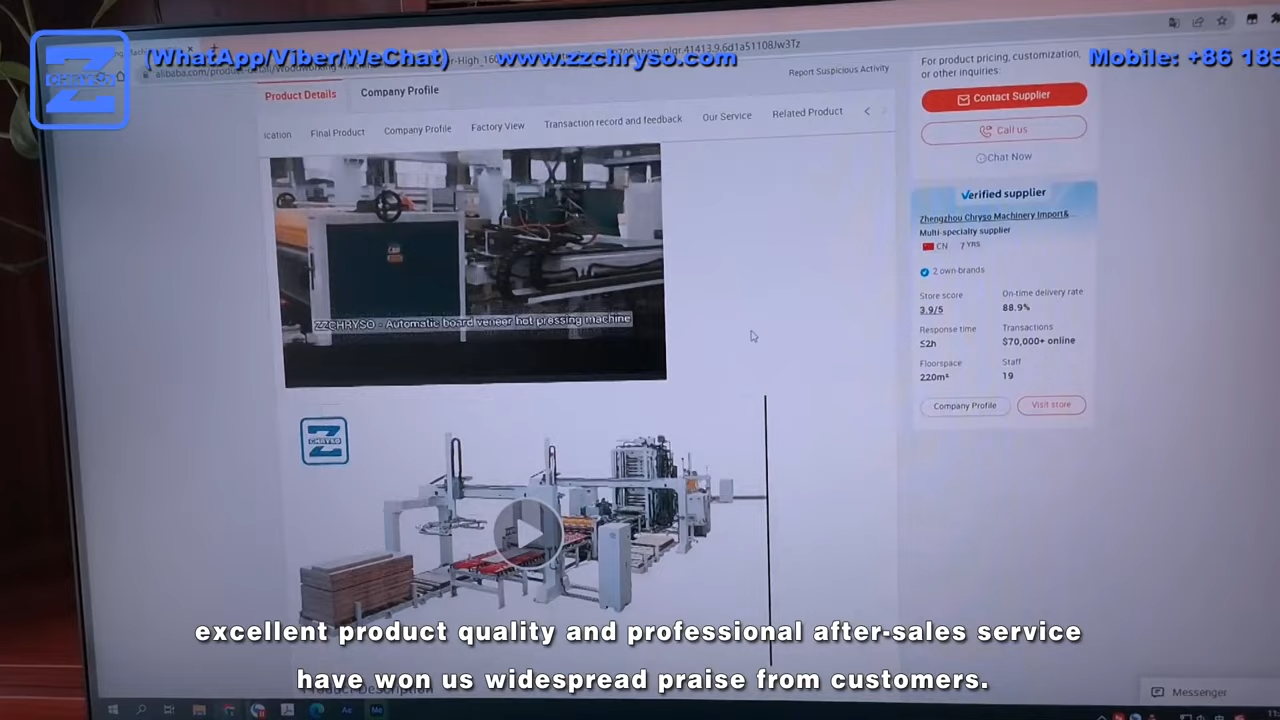 (WhatApp/Viber/WeChat)
www.zzchryso.com
Mobile: +86 185
CHRYSO
Report Suspicious Activity
Product Details
Company Profile
Final Product
Company Profile
Factory View
Transaction record and feedback
Our Service
Related Product
For product pricing, customization,
or other inquiries:
Contact Supplier
Call us
Chat Now
Verified supplier
Zhengzhou Chryso Machinery Import&
Multi-specialty supplier
CN 7 YRS
2 own-brands
Store score
On-time delivery rate
3.9/5
88.9%
Response time
Transactions
≤2h
$70,000+ online
Floorspace
Staff
220m²
19
Company Profile
Visit store
ZZCHRYSO - Automatic board veneer hot pressing machine
CHRYSO
excellent product quality and professional after-sales service
have won us widespread praise from customers.
Messenger